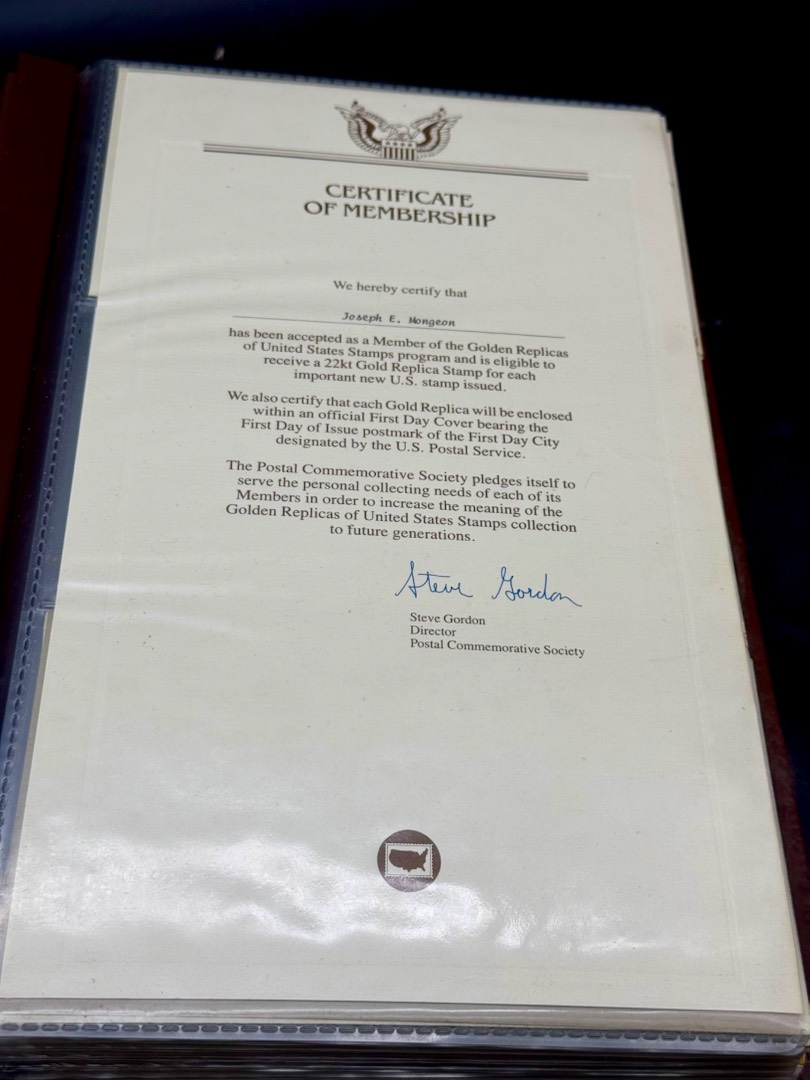 CERTIFICATE
OF MEMBERSHIP
We hereby certify that
Joseph E. Mongeon
has been accepted as a Member of the Golden Replicas
of United States Stamps program and is eligible to
receive a 22kt Gold Replica Stamp for each
important new U.S. stamp issued.
We also certify that each Gold Replica will be enclosed
within an official First Day Cover bearing the
First Day of Issue postmark of the First Day City
designated by the U.S. Postal Service.
The Postal Commemorative Society pledges itself to
serve the personal collecting needs of each of its
Members in order to increase the meaning of the
Golden Replicas of United States Stamps collection
to future generations.
Steve Gordon
Steve Gordon
Director
Postal Commemorative Society